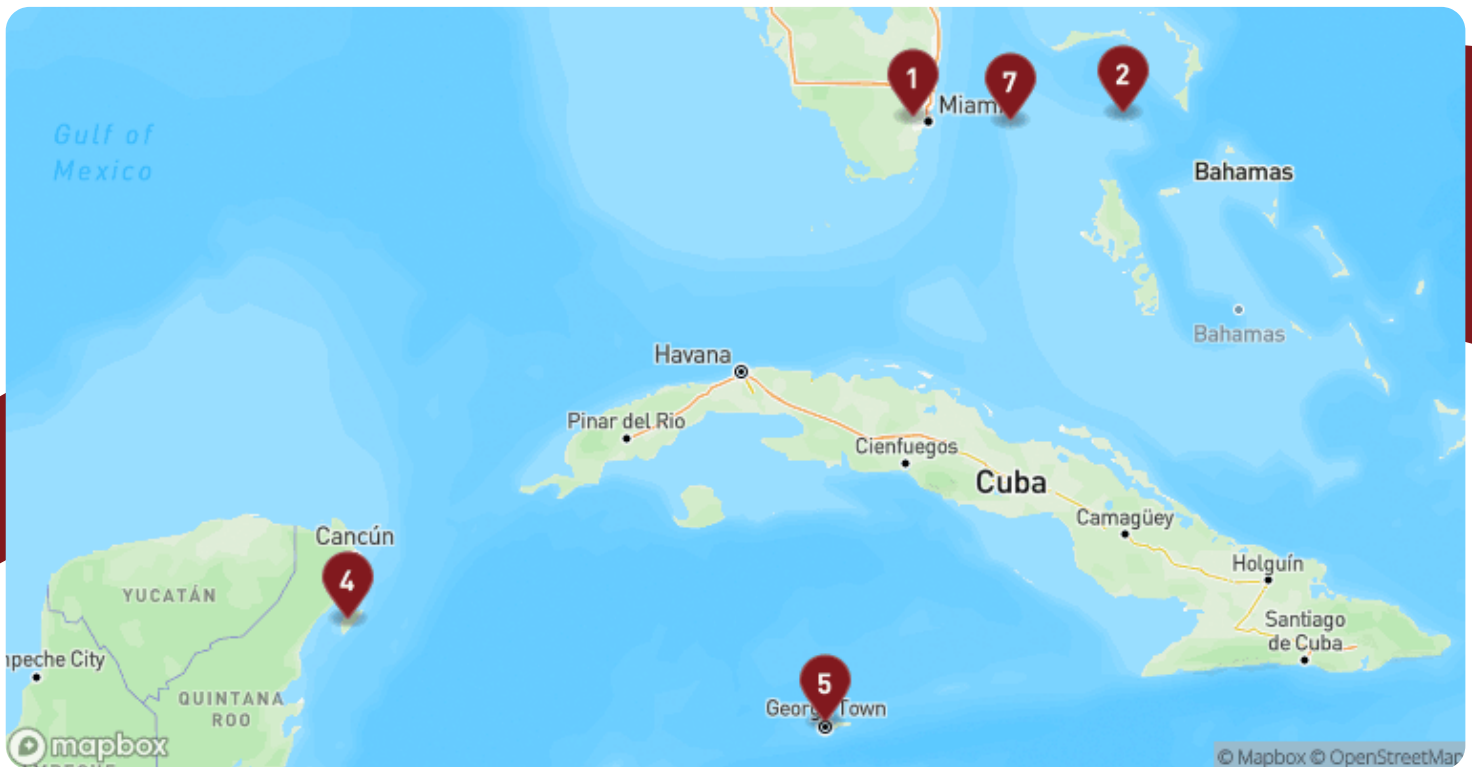 1
7
2
Miami
Gulf of
Mexico
Bahamas
Bahamas
Havana
Pinar del Rio
Cienfuegos
Cuba
Camagüey
Cancún
4
YUCATÁN
Holguín
Santiago
de Cuba
mpeche City
5
QUINTANA
ROO
George Town
mapbox
© Mapbox © OpenStreetMap